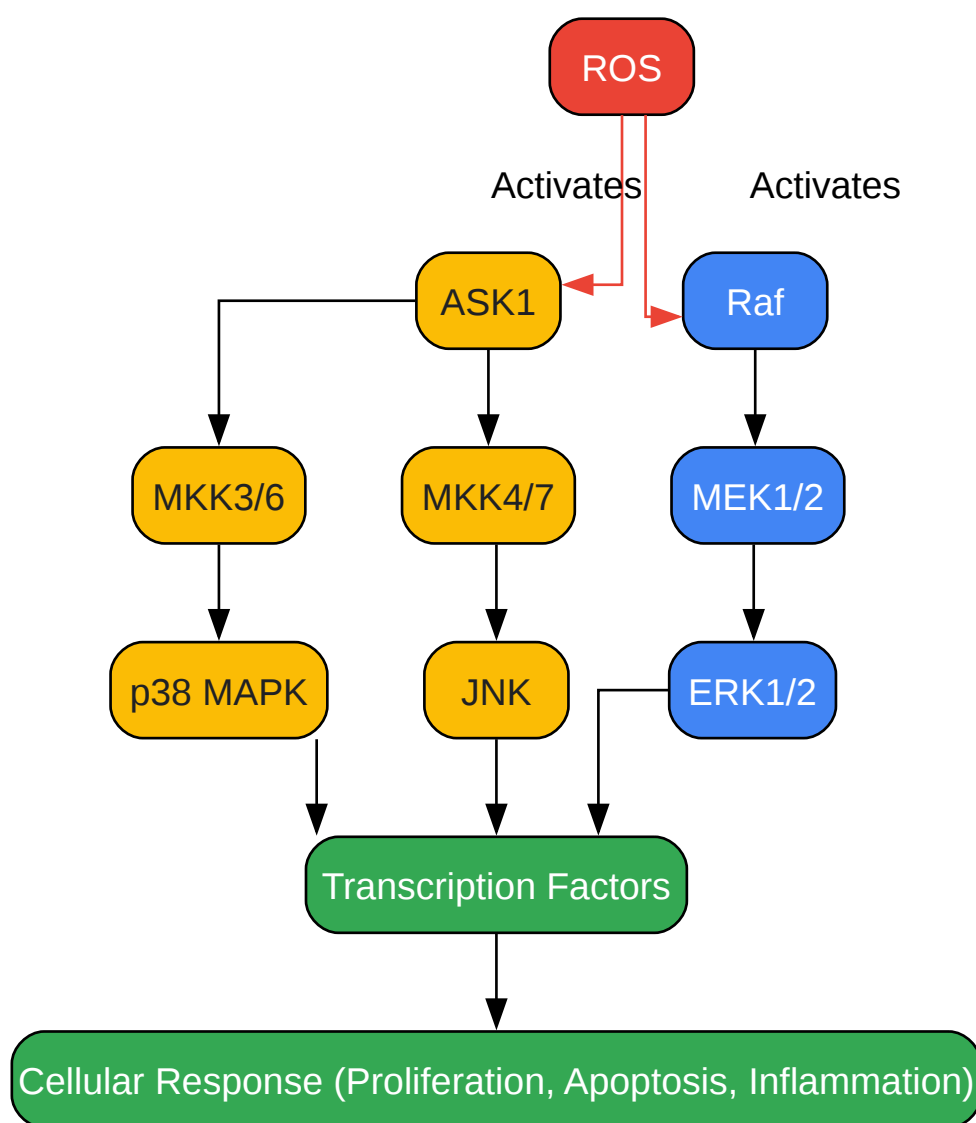 ROS
Activates
Activates
ASK1
Raf
MKK3/6
MKK4/7
MEK1/2
p38 MAPK
JNK
ERK1/2
Transcription Factors
Cellular Response (Proliferation, Apoptosis, Inflammation)